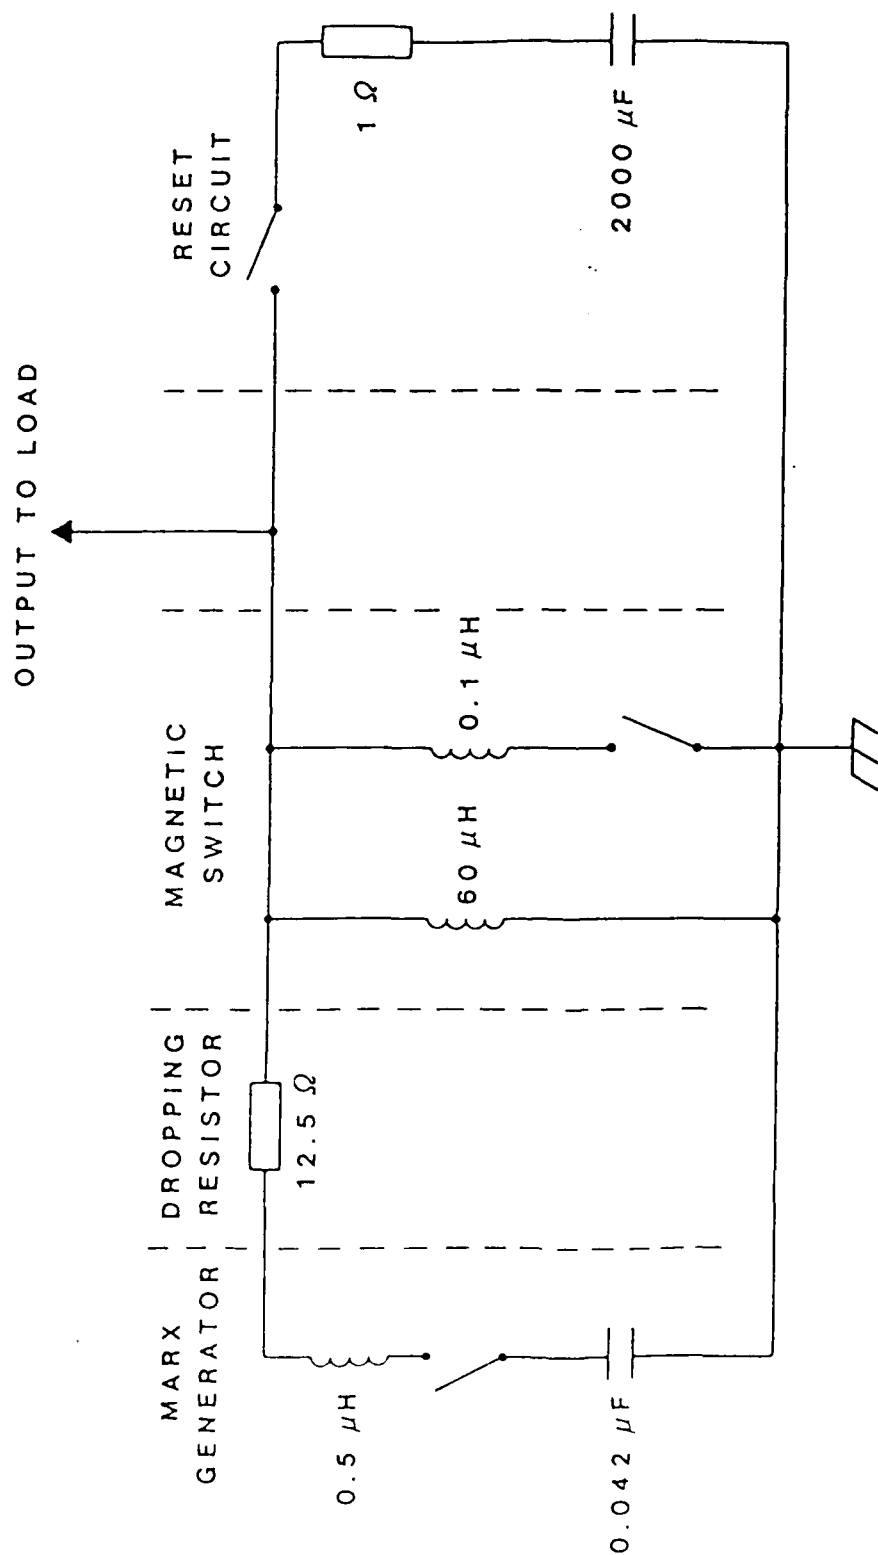 OUTPUT TO LOAD
MARX
GENERATOR
DROPPING
RESISTOR
MAGNETIC
SWITCH
RESET
CIRCUIT
0.5 μH
12.5 Ω
60 μH
0.1 μH
1 Ω
0.042 μF
2000 μF